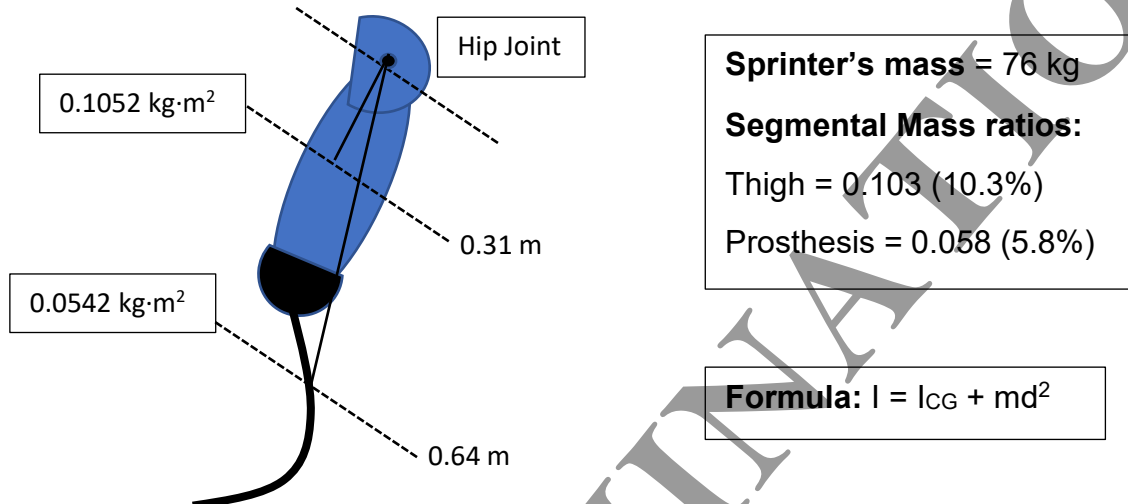 Hip Joint
0.1052 kg·m²
0.31 m
0.0542 kg·m²
0.64 m
Sprinter's mass = 76 kg
Segmental Mass ratios:
Thigh = 0.103 (10.3%)
Prosthesis = 0.058 (5.8%)
Formula: I = ICG + md²
INATIO